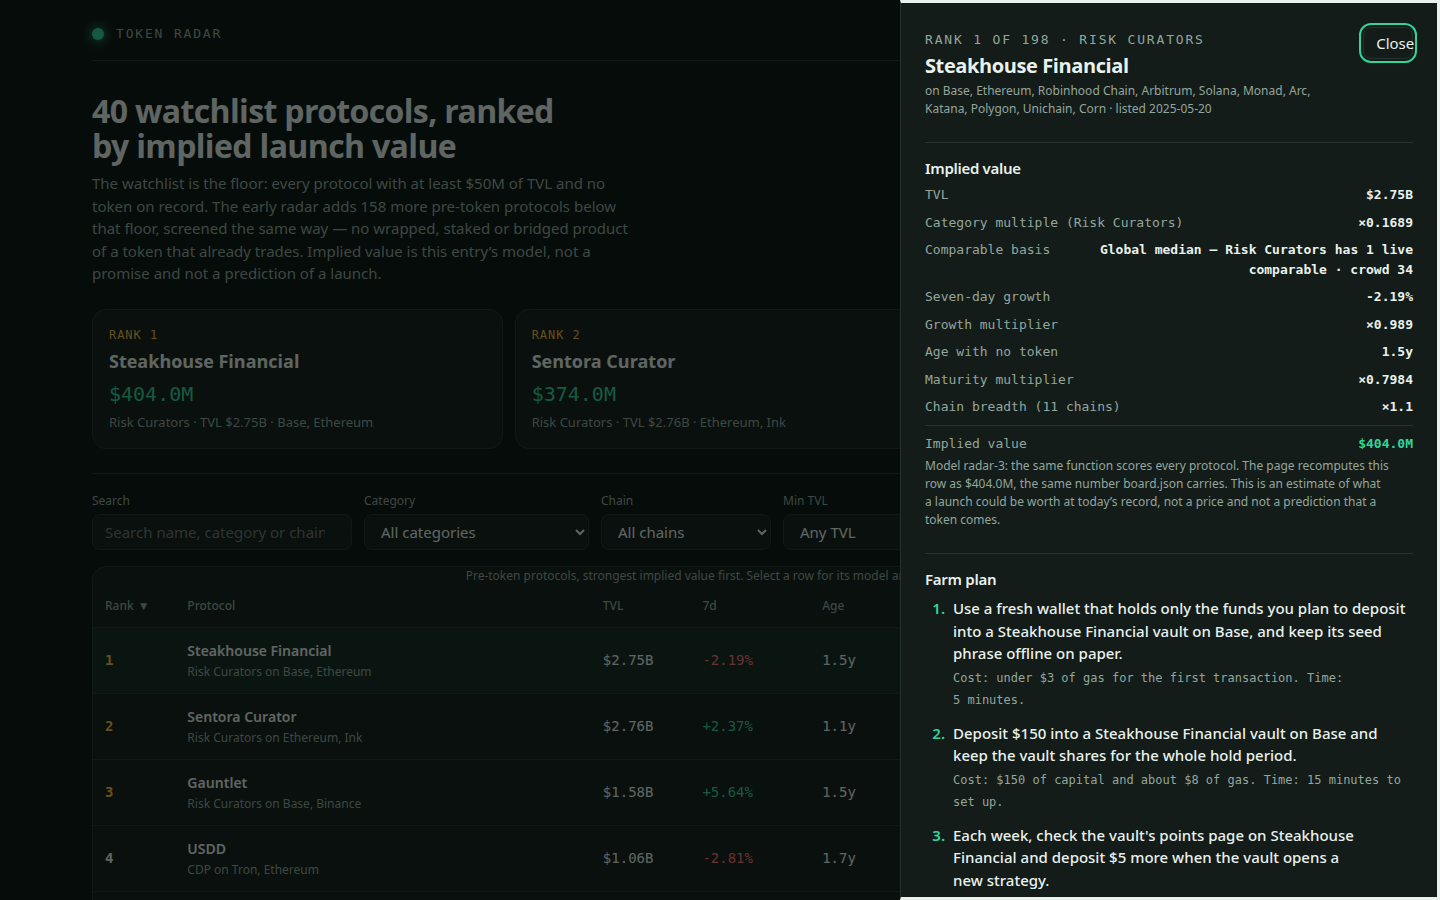 TOKEN RADAR
40 watchlist protocols, ranked
by implied launch value
The watchlist is the floor: every protocol with at least $50M of TVL and no
token on record. The early radar adds 158 more pre-token protocols below
that floor, screened the same way — no wrapped, staked or bridged product
of a token that already trades. Implied value is this entry's model, not a
promise and not a prediction of a launch.
RANK 1
Steakhouse Financial
$404.0M
Risk Curators · TVL $2.75B · Base, Ethereum
RANK 2
Sentora Curator
$374.0M
Risk Curators · TVL $2.76B · Ethereum, Ink
Search
Category
Chain
Min TVL
Search name, category or chain
All categories
All chains
Any TVL
Pre-token protocols, strongest implied value first. Select a row for its model
Rank ▼ Protocol TVL 7d Age
1 Steakhouse Financial $2.75B -2.19% 1.5y
Risk Curators on Base, Ethereum
2 Sentora Curator $2.76B +2.37% 1.1y
Risk Curators on Ethereum, Ink
3 Gauntlet $1.58B +5.64% 1.5y
Risk Curators on Base, Binance
4 USDD $1.06B -2.81% 1.7y
CDP on Tron, Ethereum
RANK 1 OF 198 · RISK CURATORS
Close
Steakhouse Financial
on Base, Ethereum, Robinhood Chain, Arbitrum, Solana, Monad, Arc,
Katana, Polygon, Unichain, Corn · listed 2025-05-20
Implied value
TVL $2.75B
Category multiple (Risk Curators) ×0.1689
Comparable basis Global median — Risk Curators has 1 live
comparable · crowd 34
Seven-day growth -2.19%
Growth multiplier ×0.989
Age with no token 1.5y
Maturity multiplier ×0.7984
Chain breadth (11 chains) ×1.1
Implied value $404.0M
Model radar-3: the same function scores every protocol. The page recomputes this
row as $404.0M, the same number board.json carries. This is an estimate of what
a launch could be worth at today's record, not a price and not a prediction that a
token comes.
Farm plan
1. Use a fresh wallet that holds only the funds you plan to deposit
into a Steakhouse Financial vault on Base, and keep its seed
phrase offline on paper.
Cost: under $3 of gas for the first transaction. Time:
5 minutes.
2. Deposit $150 into a Steakhouse Financial vault on Base and
keep the vault shares for the whole hold period.
Cost: $150 of capital and about $8 of gas. Time: 15 minutes to
set up.
3. Each week, check the vault's points page on Steakhouse
Financial and deposit $5 more when the vault opens a
new strategy.